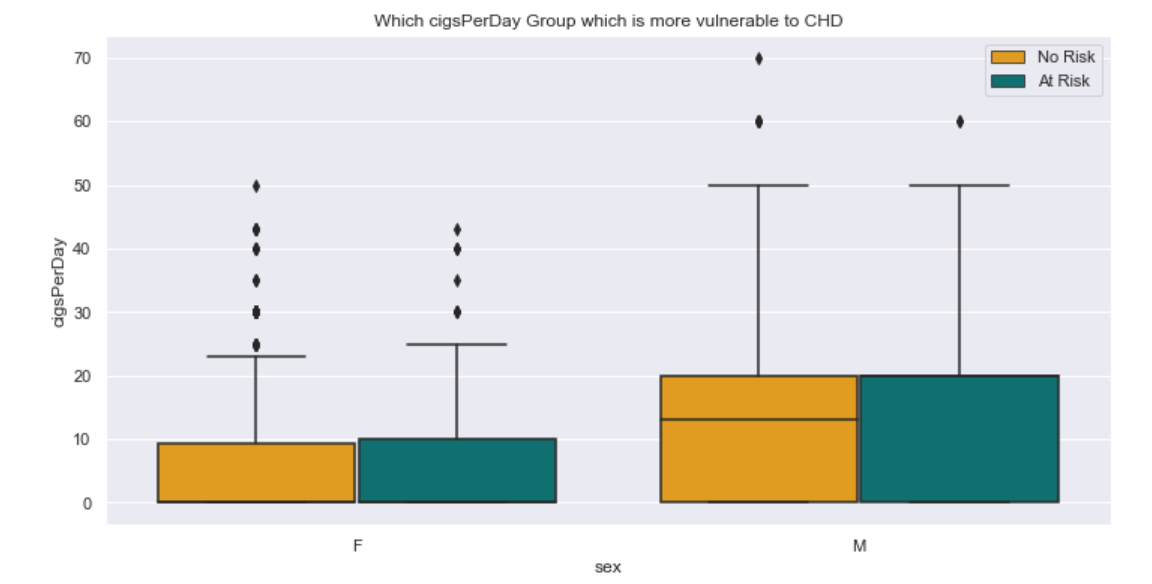 Which cigsPerDay Group which is more vulnerable to CHD
No Risk
At Risk
cigsPerDay
70
60
50
40
30
20
10
0
F
M
sex